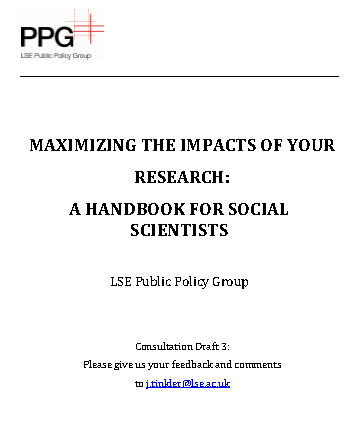 PPG
LSE Public Policy Group
MAXIMIZING THE IMPACTS OF YOUR
RESEARCH:
A HANDBOOK FOR SOCIAL
SCIENTISTS
LSE Public Policy Group
Consultation Draft 3:
Please give us your feedback and comments
to j.tinkler@lse.ac.uk